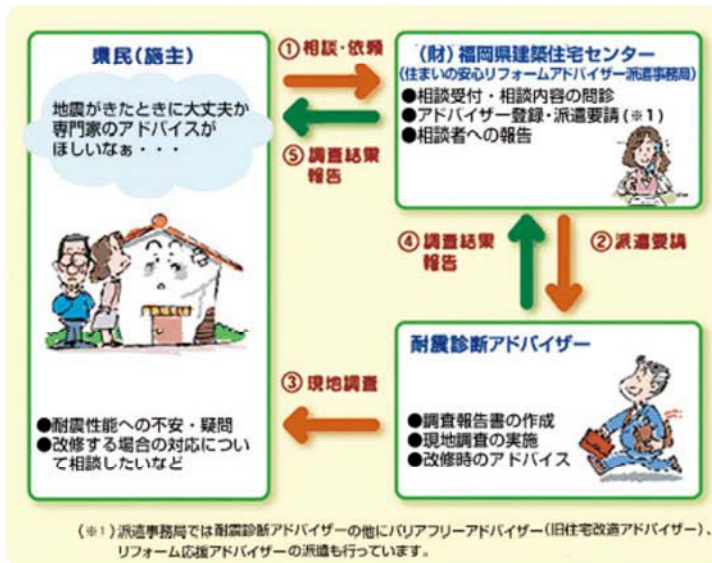 県民(施主)
地震がきたときに大丈夫か
専門家のアドバイスが
ほしいなぁ・・・
●耐震性能への不安・疑問
●改修する場合の対応につい
て相談したいなど
①相談・依頼
⑤調査結果
報告
(財)福岡県建築住宅センター
(住まいの安心リフォームアドバイザー派遣事務局)
●相談受付・相談内容の問診
●アドバイザー登録・派遣要請(※1)
●相談者への報告
④調査結果
報告
②派遣要請
耐震診断アドバイザー
●調査報告書の作成
●現地調査の実施
●改修時のアドバイス
③現地調査
(※1)派遣事務局では耐震診断アドバイザーの他にバリアフリーアドバイザー(旧住宅改造アドバイザー)、
リフォーム応援アドバイザーの派遣も行っています。